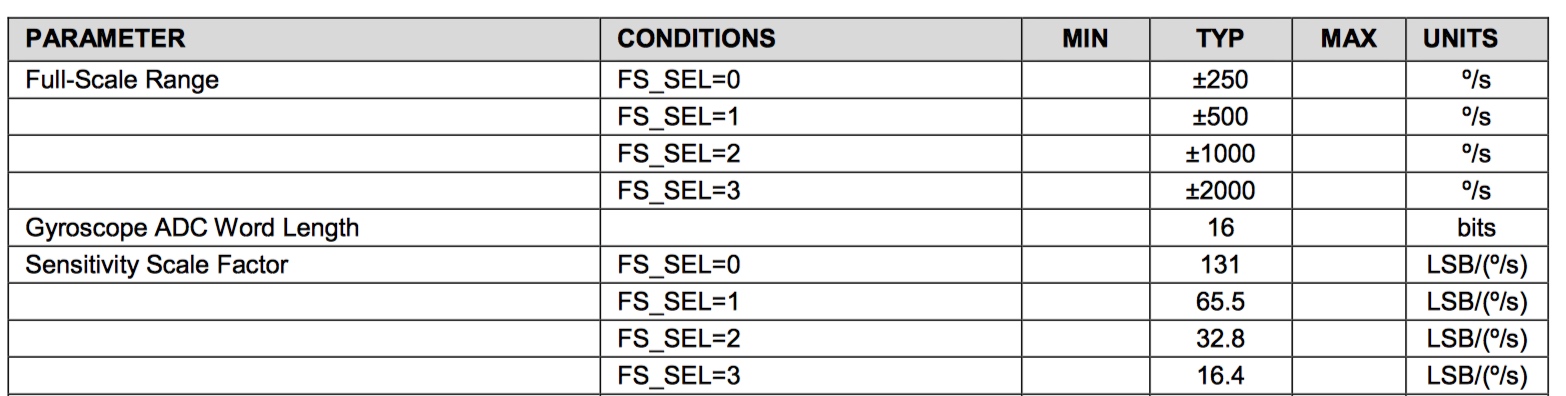 PARAMETER CONDITIONS MIN TYP MAX UNITS
Full-Scale Range FS_SEL=0 ±250 º/s
FS_SEL=1 ±500 º/s
FS_SEL=2 ±1000 º/s
FS_SEL=3 ±2000 º/s
Gyroscope ADC Word Length 16 bits
Sensitivity Scale Factor FS_SEL=0 131 LSB/(º/s)
FS_SEL=1 65.5 LSB/(º/s)
FS_SEL=2 32.8 LSB/(º/s)
FS_SEL=3 16.4 LSB/(º/s)